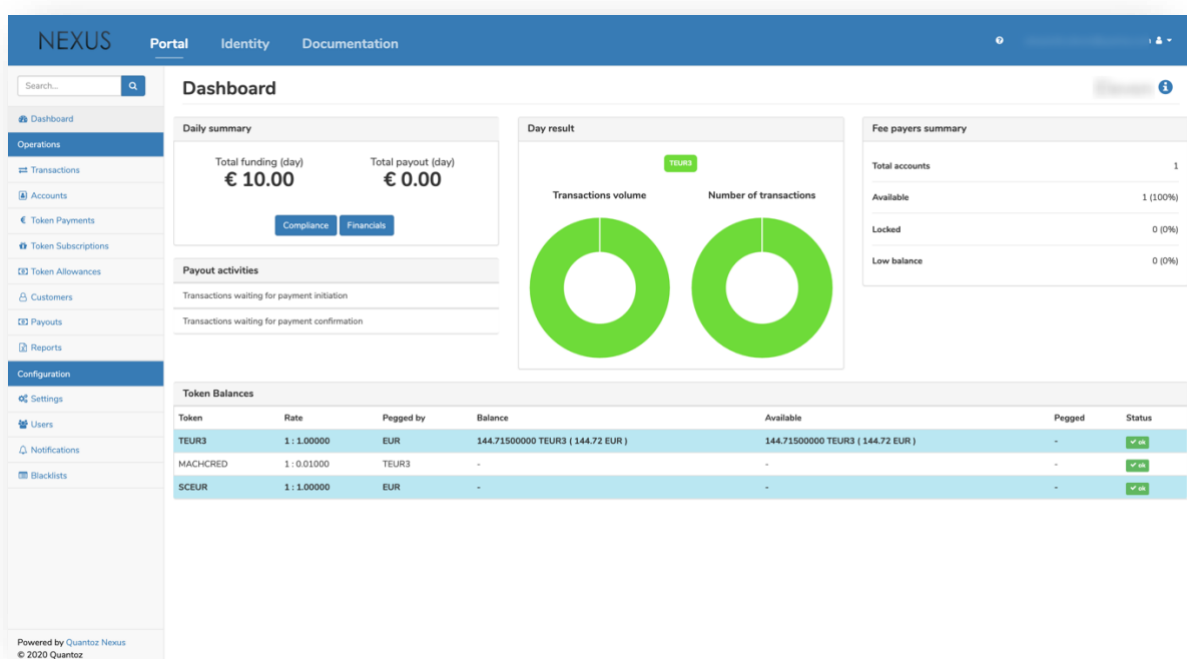 NEXUS Portal Identity Documentation
Search...
Dashboard
Operations
Transactions
Accounts
Token Payments
Token Subscriptions
Token Allowances
Customers
Payouts
Reports
Configuration
Settings
Users
Notifications
Blacklists
Powered by Quantoz Nexus
© 2020 Quantoz
Dashboard
Daily summary
Total funding (day) Total payout (day)
€ 10.00 € 0.00
Compliance Financials
Payout activities
Transactions waiting for payment initiation
Transactions waiting for payment confirmation
Day result
TEUR3
Transactions volume Number of transactions
Fee payers summary
Total accounts 1
Available 1 (100%)
Locked 0 (0%)
Low balance 0 (0%)
Token Balances
Token Rate Pegged by Balance Available Pegged Status
TEUR3 1 : 1.00000 EUR 144.71500000 TEUR3 ( 144.72 EUR ) 144.71500000 TEUR3 ( 144.72 EUR ) - ok
MACHCRED 1 : 0.01000 TEUR3 - - - ok
SCEUR 1 : 1.00000 EUR - - - ok